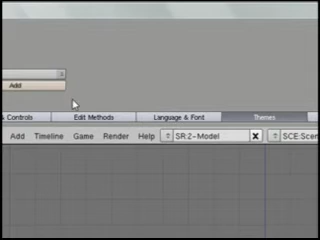 Add
& Controls Edit Methods Language & Font Themes
Add Timeline Game Render Help SR:2-Model X SCE:Scen